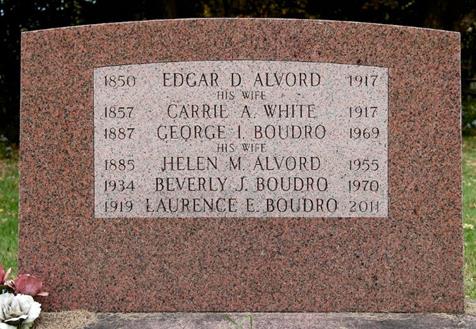 1850 EDGAR D. ALVORD 1917
HIS WIFE
1857 CARRIE A. WHITE 1917
1887 GEORGE I. BOUDRO 1969
HIS WIFE
1885 HELEN M. ALVORD 1955
1934 BEVERLY J. BOUDRO 1970
1919 LAURENCE E. BOUDRO 2011